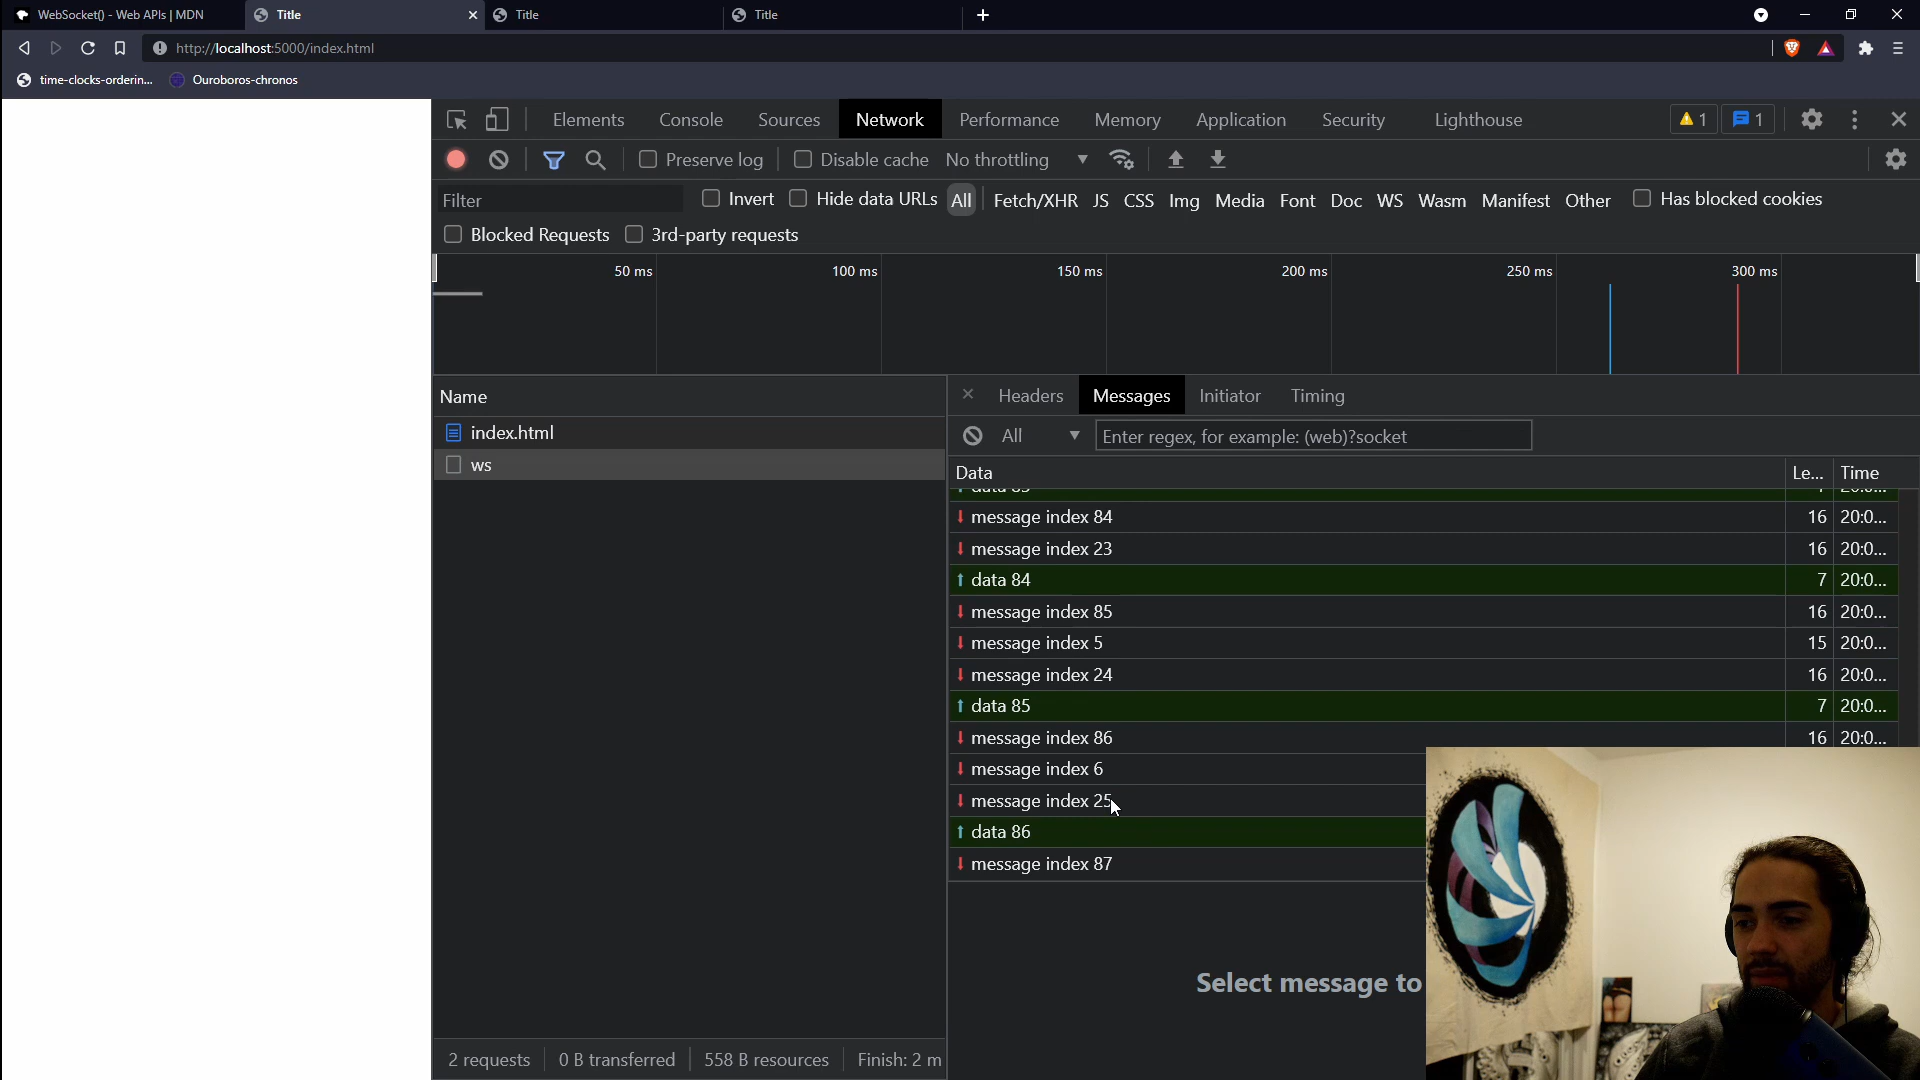 WebSocket() - Web APIs | MDN
Title
Title
Title
http://localhost:5000/index.html
time-clocks-orderin...
Ouroboros-chronos
Elements
Console
Sources
Network
Performance
Memory
Application
Security
Lighthouse
1
1
Preserve log
Disable cache
No throttling
Filter
Invert
Hide data URLs
All
Fetch/XHR
JS
CSS
Img
Media
Font
Doc
WS
Wasm
Manifest
Other
Has blocked cookies
Blocked Requests
3rd-party requests
50 ms
100 ms
150 ms
200 ms
250 ms
300 ms
Name
index.html
ws
Headers
Messages
Initiator
Timing
All
Enter regex, for example: (web)?socket
Data
Le...
Time
message index 84
16
20:0...
message index 23
16
20:0...
data 84
7
20:0...
message index 85
16
20:0...
message index 5
15
20:0...
message index 24
16
20:0...
data 85
7
20:0...
message index 86
16
20:0...
message index 6
message index 25
data 86
message index 87
Select message to
2 requests
0 B transferred
558 B resources
Finish: 2 m